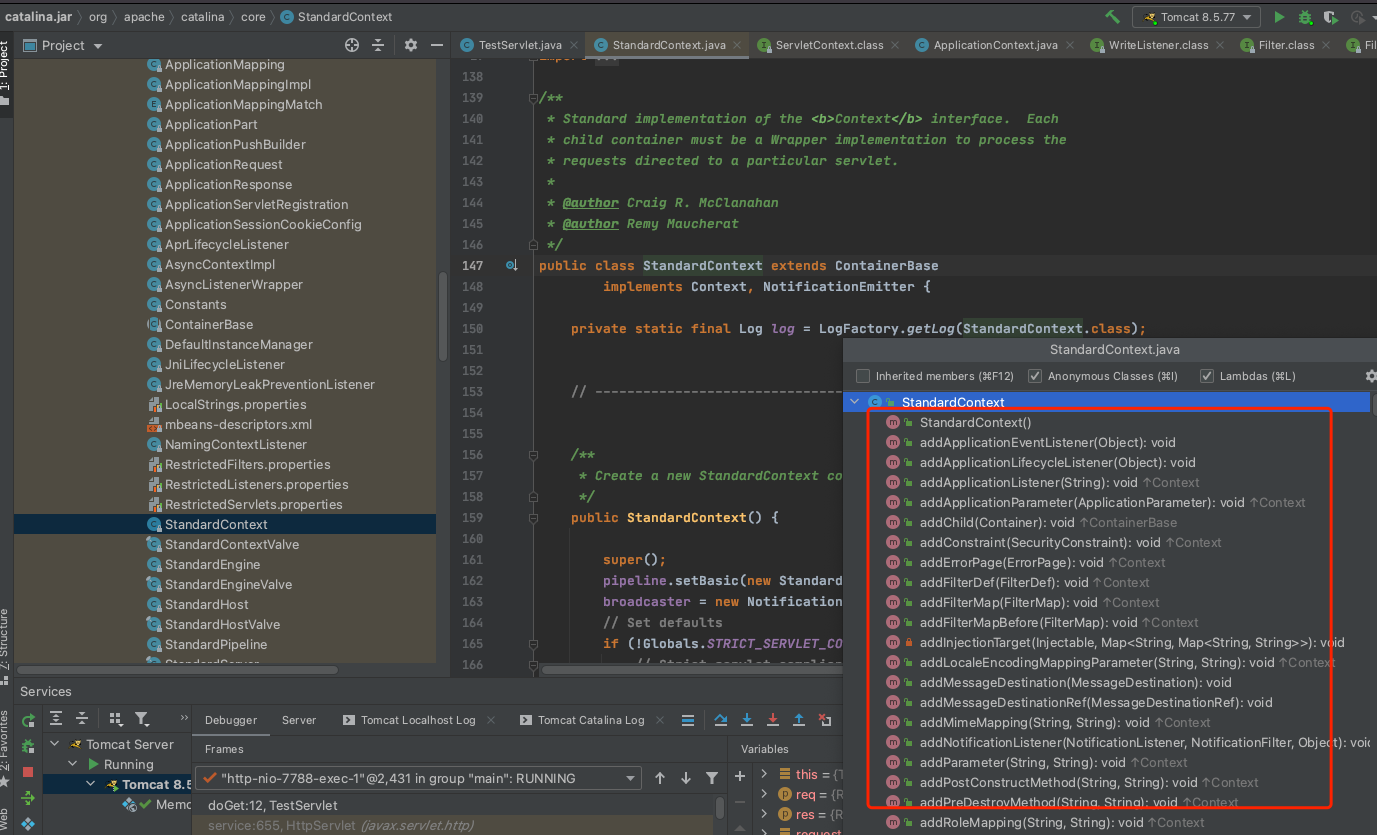 catalina.jar org apache catalina core StandardContext
Tomcat 8.5.77
1: Project
Project
TestServlet.java StandardContext.java ServletContext.class ApplicationContext.java WriteListener.class Filter.class
ApplicationMapping
ApplicationMappingImpl
ApplicationMappingMatch
ApplicationPart
ApplicationPushBuilder
ApplicationRequest
ApplicationResponse
ApplicationServletRegistration
ApplicationSessionCookieConfig
AprLifecycleListener
AsyncContextImpl
AsyncListenerWrapper
Constants
ContainerBase
DefaultInstanceManager
JniLifecycleListener
JreMemoryLeakPreventionListener
LocalStrings.properties
mbeans-descriptors.xml
NamingContextListener
RestrictedFilters.properties
RestrictedListeners.properties
RestrictedServlets.properties
StandardContext
StandardContextValve
StandardEngine
StandardEngineValve
StandardHost
StandardHostValve
StandardPipeline
StandardServer
138
139 /**
140 * Standard implementation of the <b>Context</b> interface.  Each
141 * child container must be a Wrapper implementation to process the
142 * requests directed to a particular servlet.
143 *
144 * @author Craig R. McClanahan
145 * @author Remy Maucherat
146 */
147 public class StandardContext extends ContainerBase
148 implements Context, NotificationEmitter {
149
150 private static final Log log = LogFactory.getLog(StandardContext.class);
151
152
153 // -------------------------------
154
155
156 /**
157 * Create a new StandardContext co
158 */
159 public StandardContext() {
160
161 super();
162 pipeline.setBasic(new Standard
163 broadcaster = new Notification
164 // Set defaults
165 if (!Globals.STRICT_SERVLET_CO
166 // Strict servlet complian
StandardContext.java
Inherited members (⌘F12) Anonymous Classes (⌘I) Lambdas (⌘L)
StandardContext
StandardContext()
addApplicationEventListener(Object): void
addApplicationLifecycleListener(Object): void
addApplicationListener(String): void ↑Context
addApplicationParameter(ApplicationParameter): void ↑Context
addChild(Container): void ↑ContainerBase
addConstraint(SecurityConstraint): void ↑Context
addErrorPage(ErrorPage): void ↑Context
addFilterDef(FilterDef): void ↑Context
addFilterMap(FilterMap): void ↑Context
addFilterMapBefore(FilterMap): void ↑Context
addInjectionTarget(Injectable, Map<String, Map<String, String>>): void
addLocaleEncodingMappingParameter(String, String): void ↑Context
addMessageDestination(MessageDestination): void
addMessageDestinationRef(MessageDestinationRef): void
addMimeMapping(String, String): void ↑Context
addNotificationListener(NotificationListener, NotificationFilter, Object): void
addParameter(String, String): void ↑Context
addPostConstructMethod(String, String): void ↑Context
addPreDestroyMethod(String, String): void ↑Context
addRoleMapping(String, String): void ↑Context
7: Structure
2: Favorites
Web
Services
Debugger Server Tomcat Localhost Log Tomcat Catalina Log
Tomcat Server
Running
Tomcat 8.5
Memo
Frames
"http-nio-7788-exec-1"@2,431 in group "main": RUNNING
doGet:12, TestServlet
service:655, HttpServlet (javax.servlet.http)
Variables
this = {T
req = {R
res = {R
request